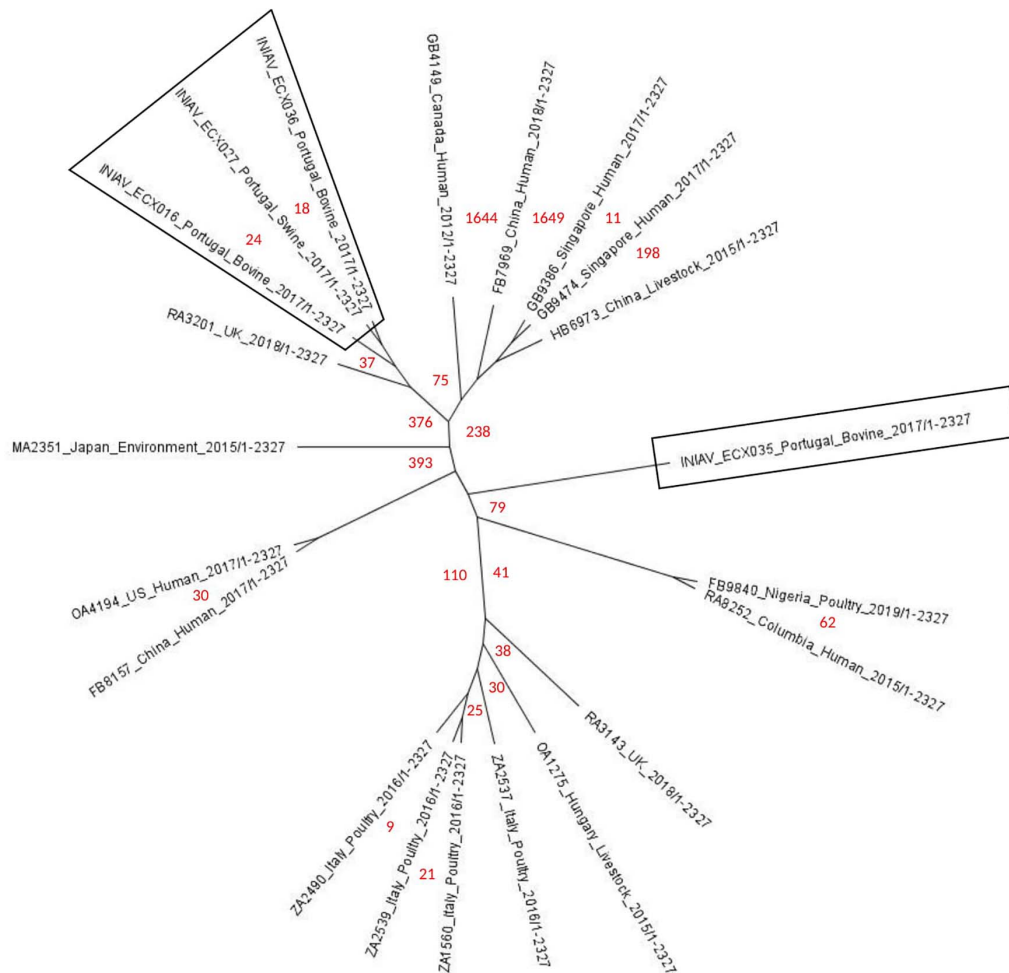 INIAV_ECX036_Portugal_Bovine_2017/1-2327
INIAV_ECX027_Portugal_Swine_2017/1-2327
INIAV_ECX016_Portugal_Bovine_2017/1-2327
18
24
RA3201_UK_2018/1-2327
37
GB4149_Canada_Human_2012/1-2327
1644
FB7969_China_Human_2018/1-2327
1649
GB9386_Singapore_Human_2017/1-2327
11
GB9474_Singapore_Human_2017/1-2327
198
HB6973_China_Livestock_2015/1-2327
75
376
238
MA2351_Japan_Environment_2015/1-2327
393
INIAV_ECX035_Portugal_Bovine_2017/1-2327
79
OA4194_US_Human_2017/1-2327
30
FB8157_China_Human_2017/1-2327
110
41
FB9840_Nigeria_Poultry_2019/1-2327
RA8252_Columbia_Human_2015/1-2327
62
38
30
25
RA3143_UK_2018/1-2327
OA1275_Hungary_Livestock_2015/1-2327
ZA2537_Italy_Poultry_2016/1-2327
ZA1560_Italy_Poultry_2016/1-2327
21
ZA2539_Italy_Poultry_2016/1-2327
9
ZA2490_Italy_Poultry_2016/1-2327